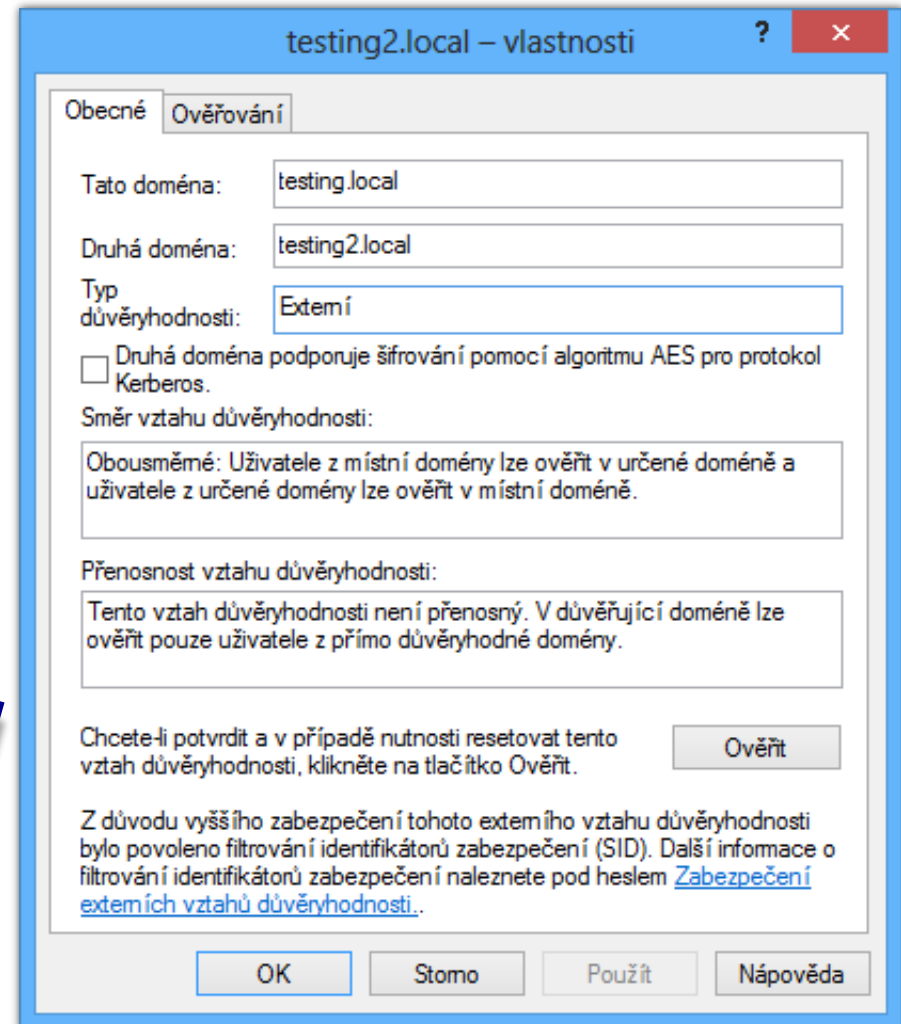 testing2.local – vlastnosti ? ×
Obecné Ověřování
Tato doména: testing.local
Druhá doména: testing2.local
Typ
důvěryhodnosti: Externí
Druhá doména podporuje šifrování pomocí algoritmu AES pro protokol
Kerberos.
Směr vztahu důvěryhodnosti:
Obousměrné: Uživatele z místní domény lze ověřit v určené doméně a
uživatele z určené domény lze ověřit v místní doméně.
Přenosnost vztahu důvěryhodnosti:
Tento vztah důvěryhodnosti není přenosný. V důvěřující doméně lze
ověřit pouze uživatele z přímo důvěryhodné domény.
Chcete-li potvrdit a v případě nutnosti resetovat tento
vztah důvěryhodnosti, klikněte na tlačítko Ověřit.
Ověřit
Z důvodu vyššího zabezpečení tohoto externího vztahu důvěryhodnosti
bylo povoleno filtrování identifikátorů zabezpečení (SID). Další informace o
filtrování identifikátorů zabezpečení naleznete pod heslem Zabezpečení
externích vztahů důvěryhodnosti..
OK Storno Použít Nápověda